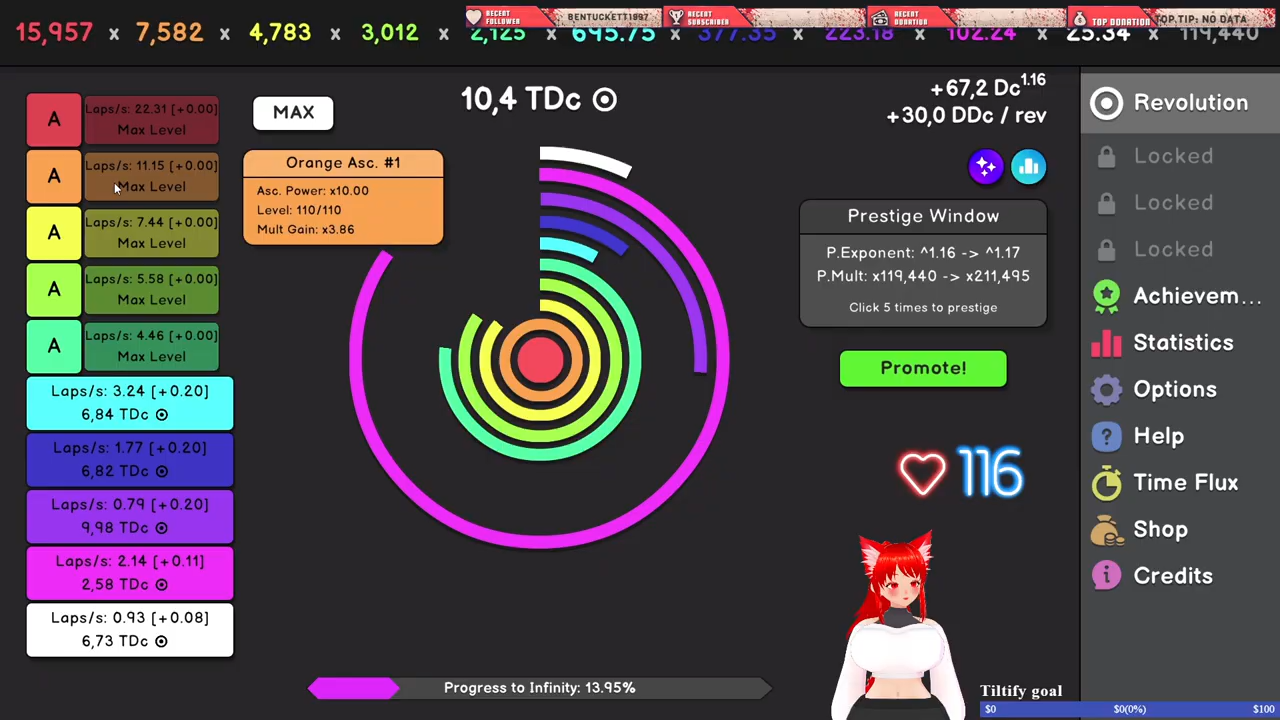 RECENT FOLLOWER
BENTUCKETT1997
RECENT SUBSCRIBER
RECENT DONATION
TOP DONATION
TOP.TIP: NO DATA
15,957 x 7,582 x 4,783 x 3,012 x 2,125 x 695.75 x 377.35 x 223.18 x 102.24 x 25.34 x 119,440
A
Laps/s: 22.31 [+0.00]
Max Level
A
Laps/s: 11.15 [+0.00]
Max Level
A
Laps/s: 7.44 [+0.00]
Max Level
A
Laps/s: 5.58 [+0.00]
Max Level
A
Laps/s: 4.46 [+0.00]
Max Level
Laps/s: 3.24 [+0.20]
6,84 TDc
Laps/s: 1.77 [+0.20]
6,82 TDc
Laps/s: 0.79 [+0.20]
9,98 TDc
Laps/s: 2.14 [+0.11]
2,58 TDc
Laps/s: 0.93 [+0.08]
6,73 TDc
MAX
Orange Asc. #1
Asc. Power: x10.00
Level: 110/110
Mult Gain: x3.86
10,4 TDc
+67,2 Dc^1.16
+30,0 DDc / rev
Prestige Window
P.Exponent: ^1.16 -> ^1.17
P.Mult: x119,440 -> x211,495
Click 5 times to prestige
Promote!
116
Progress to Infinity: 13.95%
Revolution
Locked
Locked
Locked
Achievem...
Statistics
Options
Help
Time Flux
Shop
Credits
Tiltify goal
$0
$0(0%)
$100